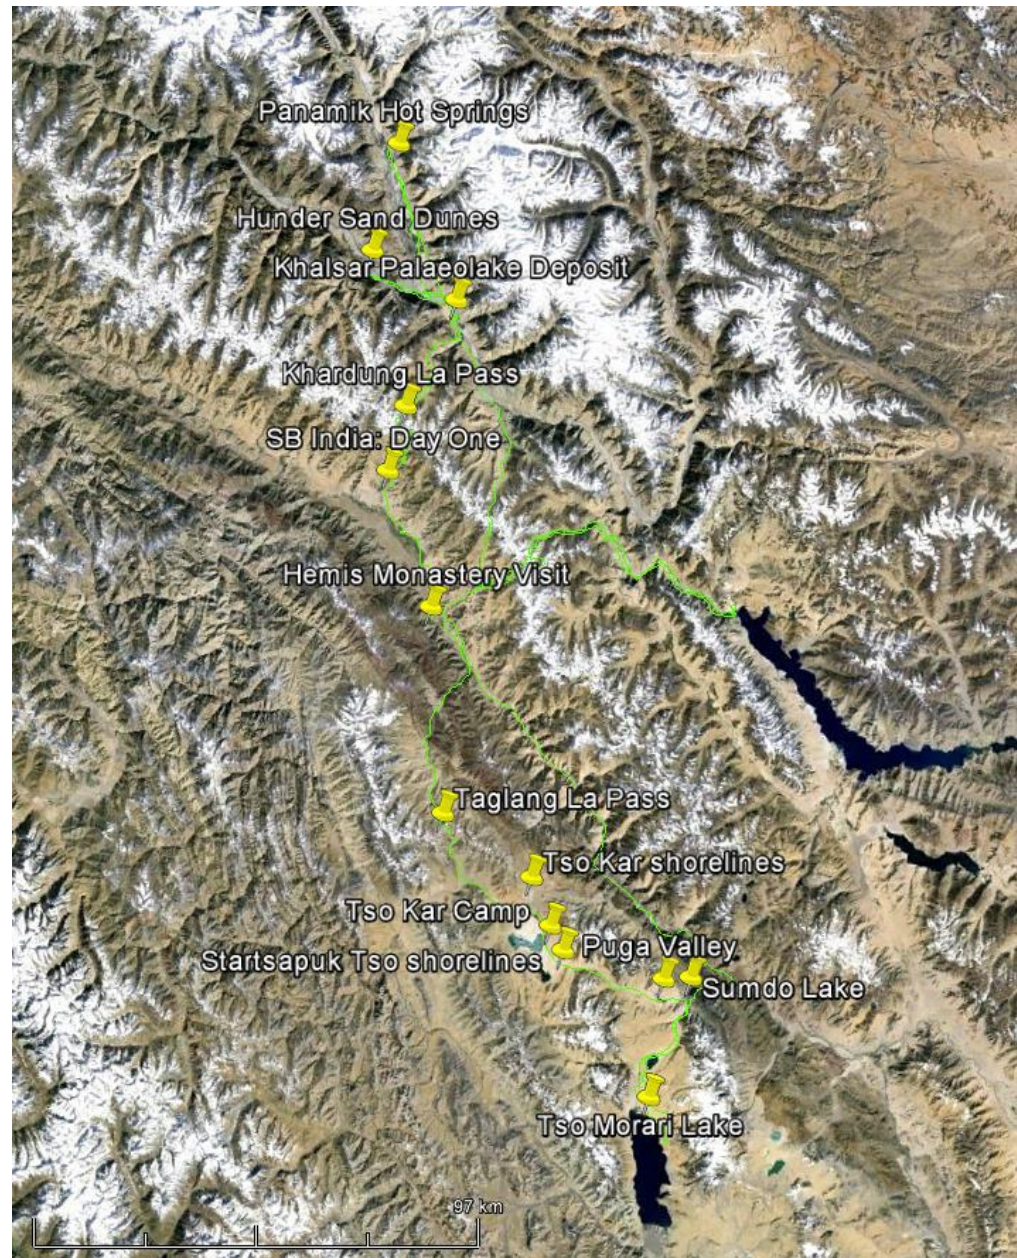 Panamik Hot Springs
Hunder Sand Dunes
Khalsar Palaeolake Deposit
Khardung La Pass
SB India: Day One
Hemis Monastery Visit
Taglang La Pass
Tso Kar shorelines
Tso Kar Camp
Puga Valley
Startsapuk Tso shorelines
Sumdo Lake
Tso Morari Lake
97 km